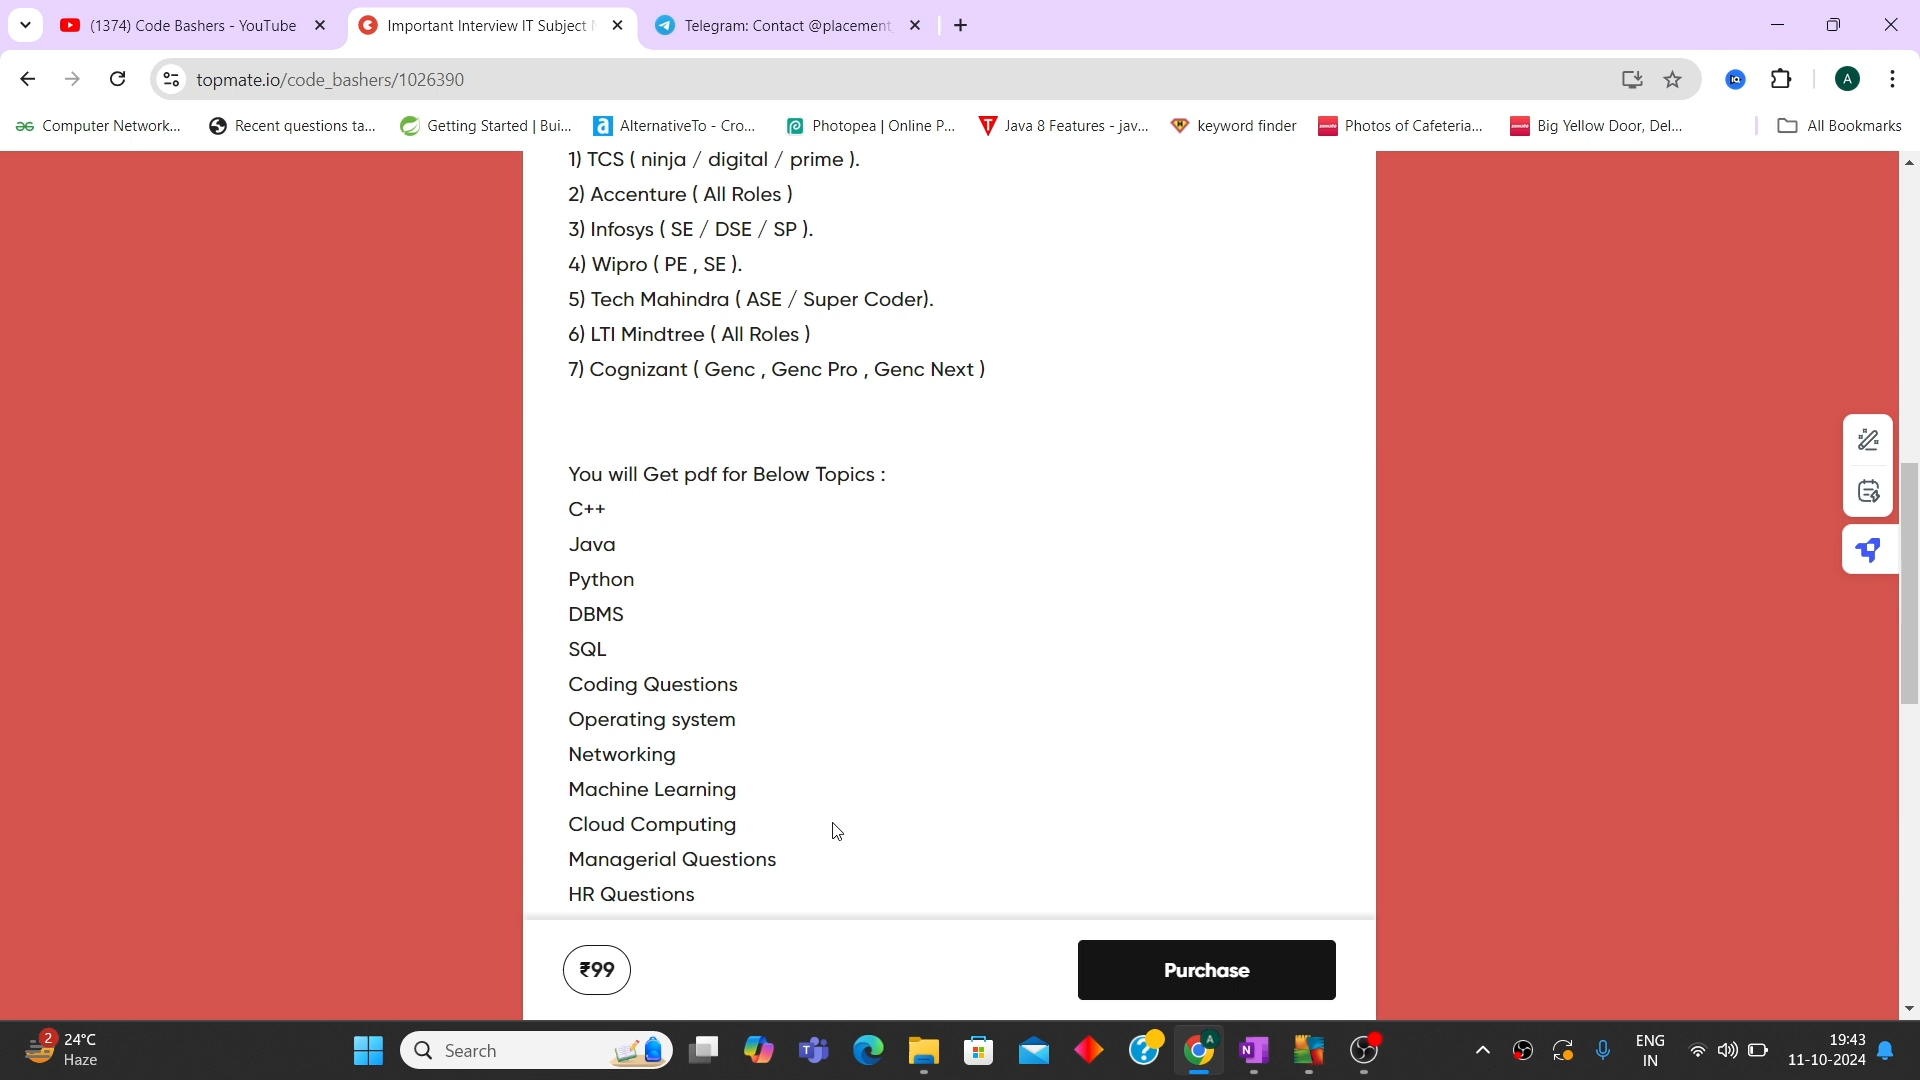 (1374) Code Bashers - YouTube
Important Interview IT Subject
Telegram: Contact @placement
topmate.io/code_bashers/1026390
A
Computer Network...
Recent questions ta...
Getting Started | Bui...
AlternativeTo - Cro...
Photopea | Online P...
Java 8 Features - jav...
keyword finder
Photos of Cafeteria...
Big Yellow Door, Del...
All Bookmarks
1) TCS ( ninja / digital / prime ).
2) Accenture ( All Roles )
3) Infosys ( SE / DSE / SP ).
4) Wipro ( PE , SE ).
5) Tech Mahindra ( ASE / Super Coder).
6) LTI Mindtree ( All Roles )
7) Cognizant ( Genc , Genc Pro , Genc Next )
You will Get pdf for Below Topics :
C++
Java
Python
DBMS
SQL
Coding Questions
Operating system
Networking
Machine Learning
Cloud Computing
Managerial Questions
HR Questions
₹99
Purchase
2
24°C
Haze
Search
ENG
IN
19:43
11-10-2024